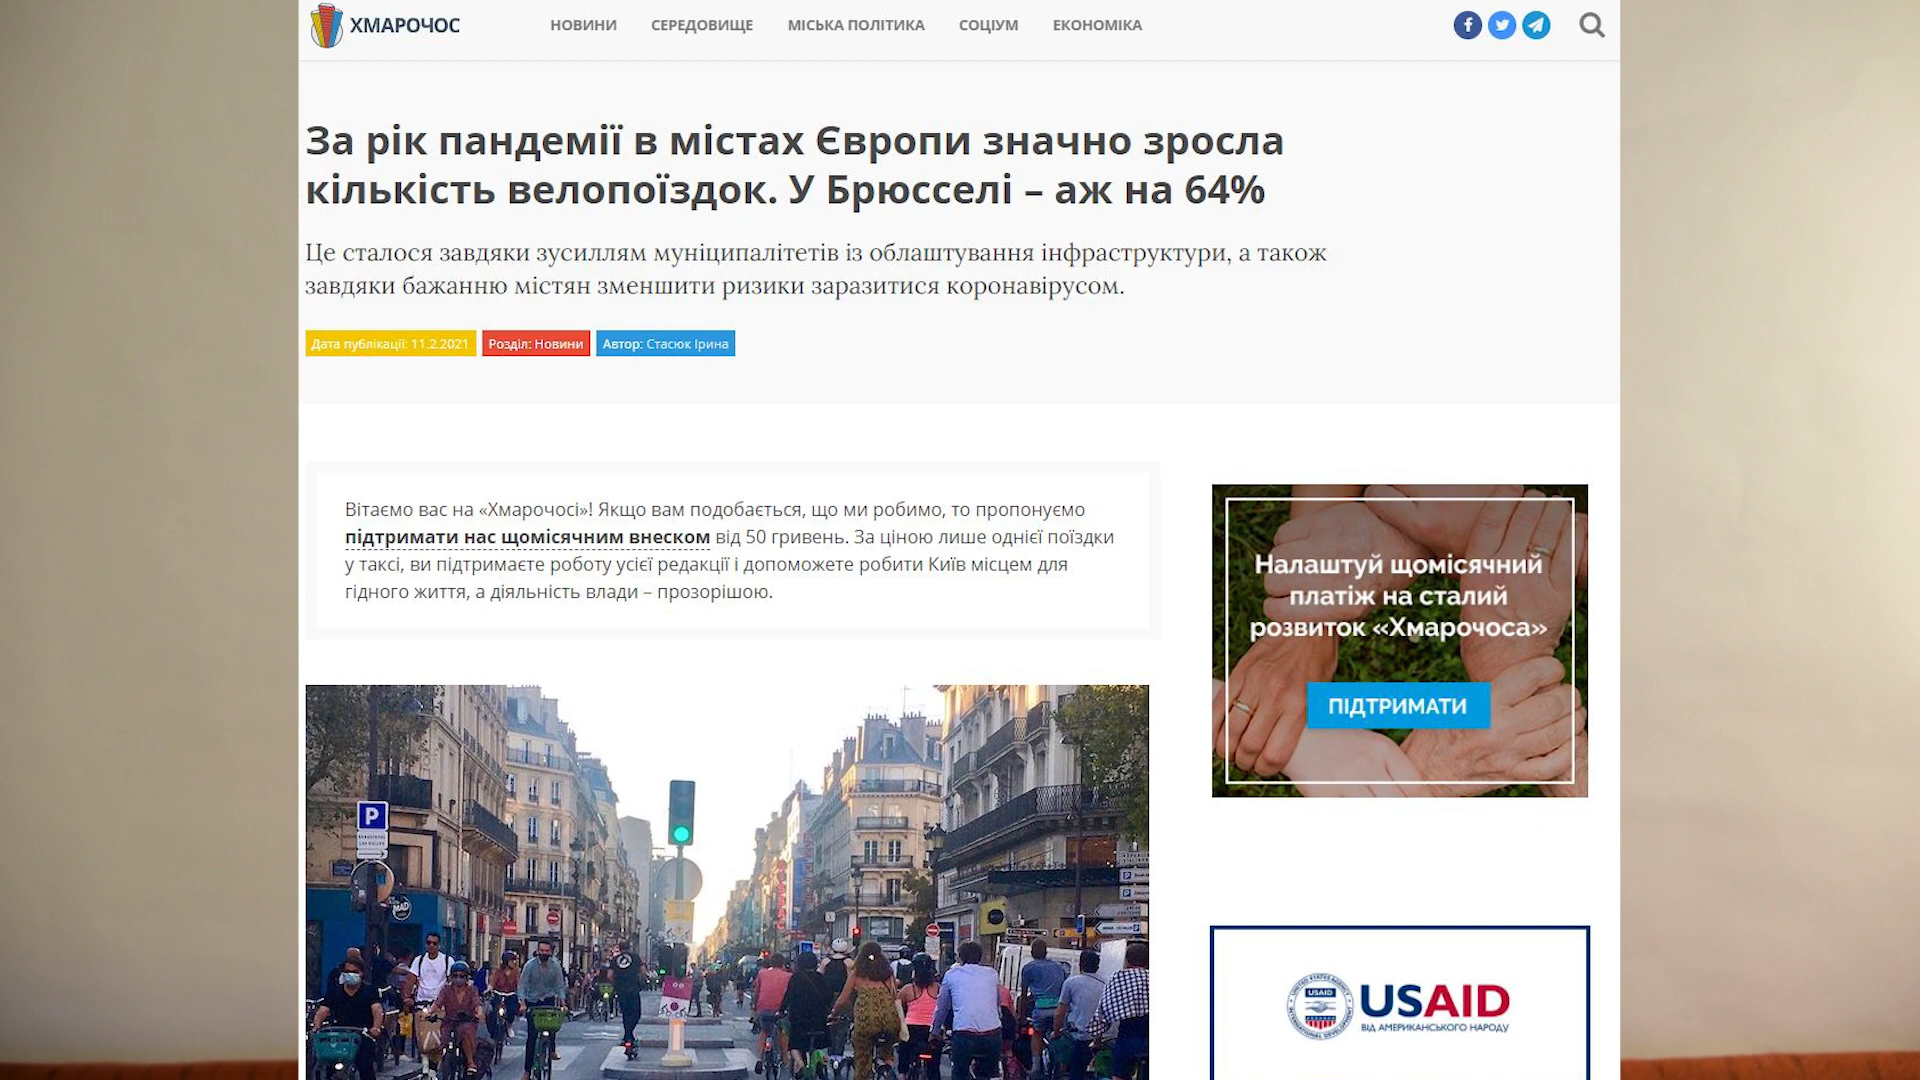 ХМАРОЧОС
НОВИНИ
СЕРЕДОВИЩЕ
МІСЬКА ПОЛІТИКА
СОЦІУМ
ЕКОНОМІКА
За рік пандемії в містах Європи значно зросла
кількість велопоїздок. У Брюсселі – аж на 64%
Це сталося завдяки зусиллям муніципалітетів із облаштування інфраструктури, а також
завдяки бажанню містян зменшити ризики заразитися коронавірусом.
Дата публікації: 11.2.2021
Розділ: Новини
Автор: Стасюк Ірина
Вітаємо вас на «Хмарочосі»! Якщо вам подобається, що ми робимо, то пропонуємо
підтримати нас щомісячним внеском від 50 гривень. За ціною лише однієї поїздки
у таксі, ви підтримаєте роботу усієї редакції і допоможете робити Київ місцем для
гідного життя, а діяльність влади – прозорішою.
Налаштуй щомісячний
платіж на сталий
розвиток «Хмарочоса»
ПІДТРИМАТИ
P
MAD
USAID
USAID
ВІД АМЕРИКАНСЬКОГО НАРОДУ